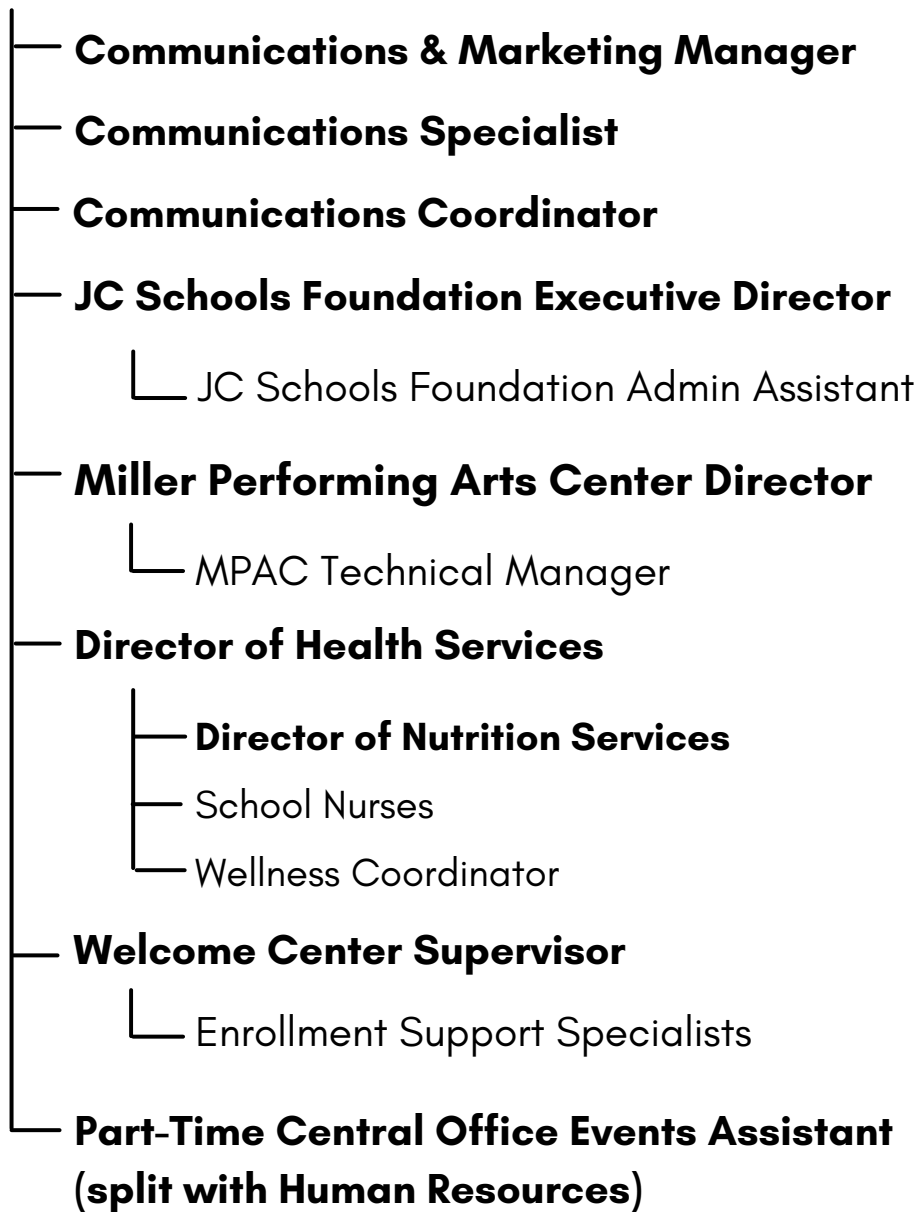 Communications & Marketing Manager
Communications Specialist
Communications Coordinator
JC Schools Foundation Executive Director
JC Schools Foundation Admin Assistant
Miller Performing Arts Center Director
MPAC Technical Manager
Director of Health Services
Director of Nutrition Services
School Nurses
Wellness Coordinator
Welcome Center Supervisor
Enrollment Support Specialists
Part-Time Central Office Events Assistant
(split with Human Resources)